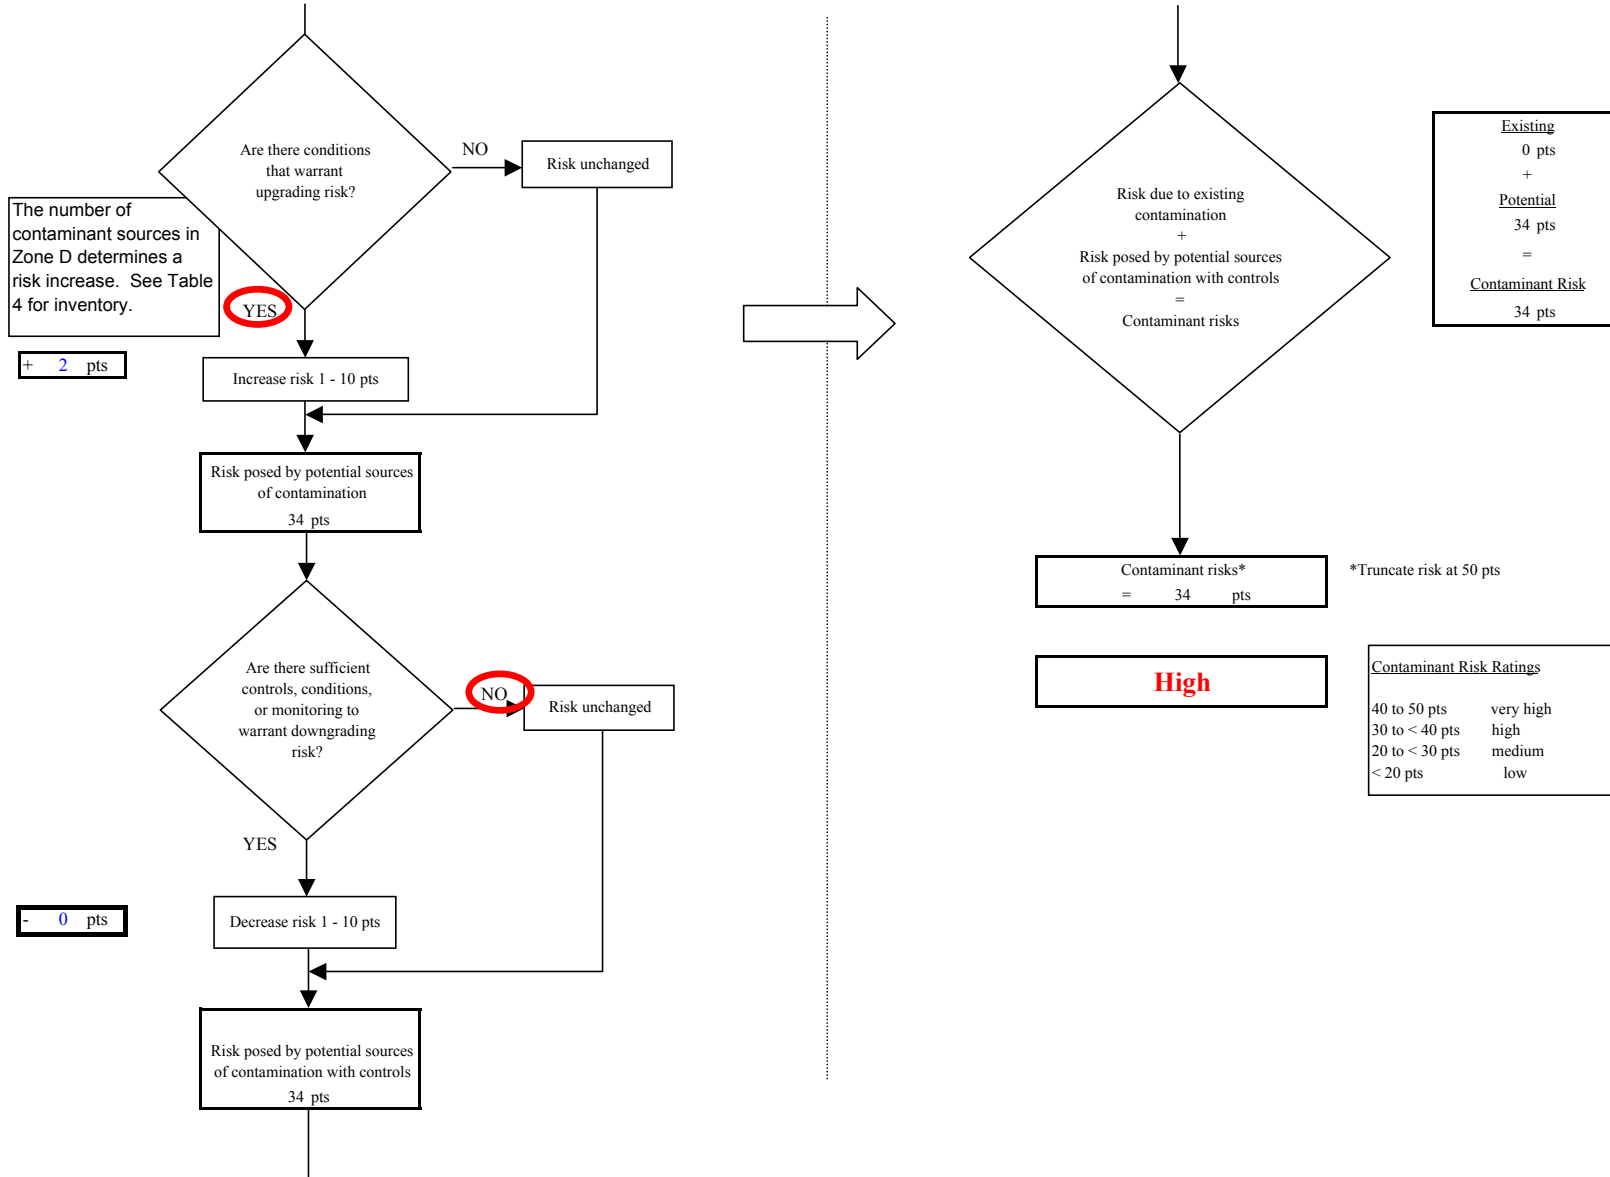 Are there conditions
that warrant
upgrading risk?
NO
Risk unchanged
The number of
contaminant sources in
Zone D determines a
risk increase.  See Table
4 for inventory.
YES
+ 2 pts
Increase risk 1 - 10 pts
Risk posed by potential sources
of contamination
34 pts
Are there sufficient
controls, conditions,
or monitoring to
warrant downgrading
risk?
NO
Risk unchanged
YES
- 0 pts
Decrease risk 1 - 10 pts
Risk posed by potential sources
of contamination with controls
34 pts
Risk due to existing
contamination
+
Risk posed by potential sources
of contamination with controls
=
Contaminant risks
Existing
0 pts
+
Potential
34 pts
=
Contaminant Risk
34 pts
Contaminant risks*
= 34 pts
*Truncate risk at 50 pts
High
Contaminant Risk Ratings
40 to 50 pts very high
30 to < 40 pts high
20 to < 30 pts medium
< 20 pts low